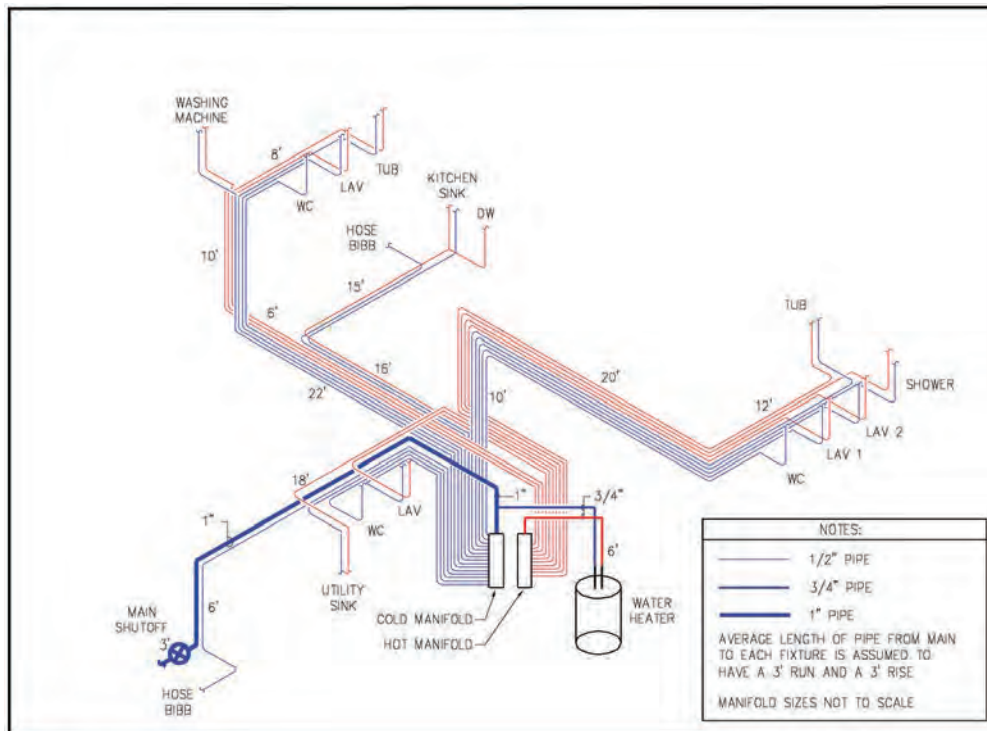 WASHING
MACHINE
8'
TUB
LAV
WC
KITCHEN
SINK
DW
HOSE
BIBB
10'
15'
6'
16'
22'
10'
20'
TUB
12'
SHOWER
LAV 2
LAV 1
WC
18'
1"
3/4"
LAV
WC
1"
6'
UTILITY
SINK
COLD MANIFOLD
HOT MANIFOLD
WATER
HEATER
6'
MAIN
SHUTOFF
3'
HOSE
BIBB
NOTES:
1/2" PIPE
3/4" PIPE
1" PIPE
AVERAGE LENGTH OF PIPE FROM MAIN
TO EACH FIXTURE IS ASSUMED TO
HAVE A 3' RUN AND A 3' RISE
MANIFOLD SIZES NOT TO SCALE